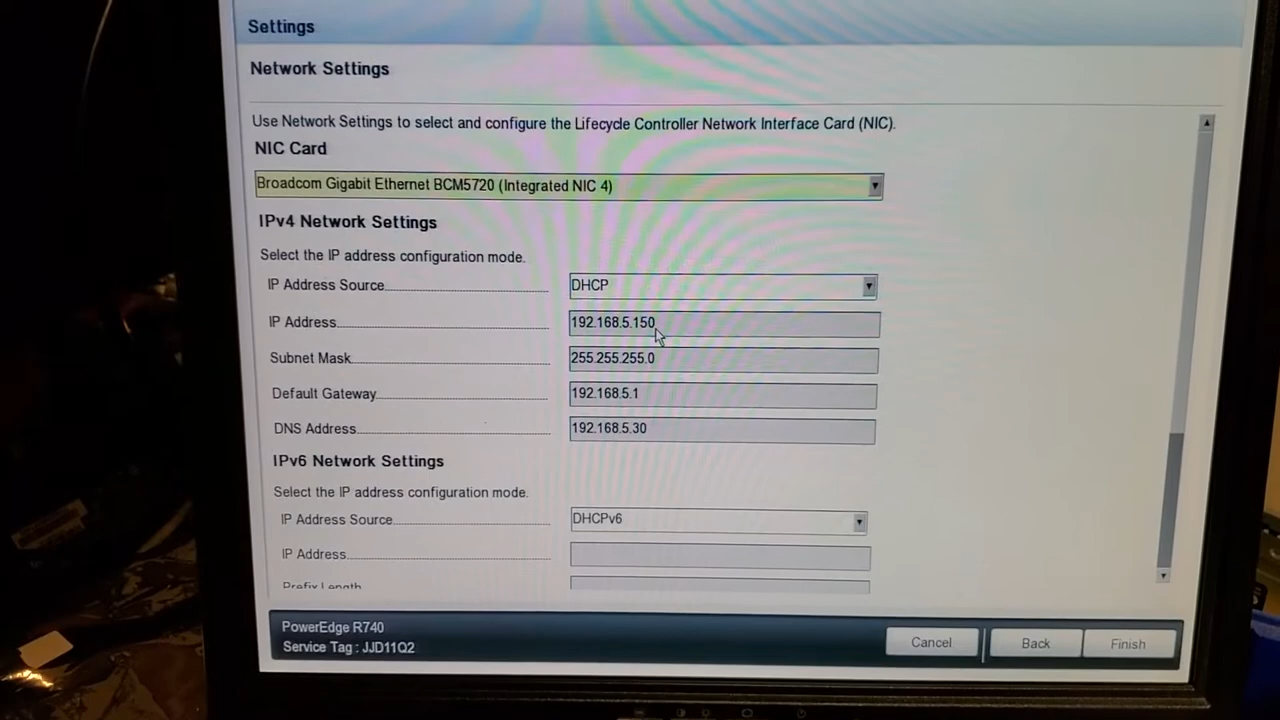 Settings
Network Settings
Use Network Settings to select and configure the Lifecycle Controller Network Interface Card (NIC).
NIC Card
Broadcom Gigabit Ethernet BCM5720 (Integrated NIC 4)
IPv4 Network Settings
Select the IP address configuration mode.
IP Address Source DHCP
IP Address 192.168.5.150
Subnet Mask 255.255.255.0
Default Gateway 192.168.5.1
DNS Address 192.168.5.30
IPv6 Network Settings
Select the IP address configuration mode.
IP Address Source DHCPv6
IP Address
Prefix Length
PowerEdge R740
Service Tag : JJD11Q2
Cancel Back Finish